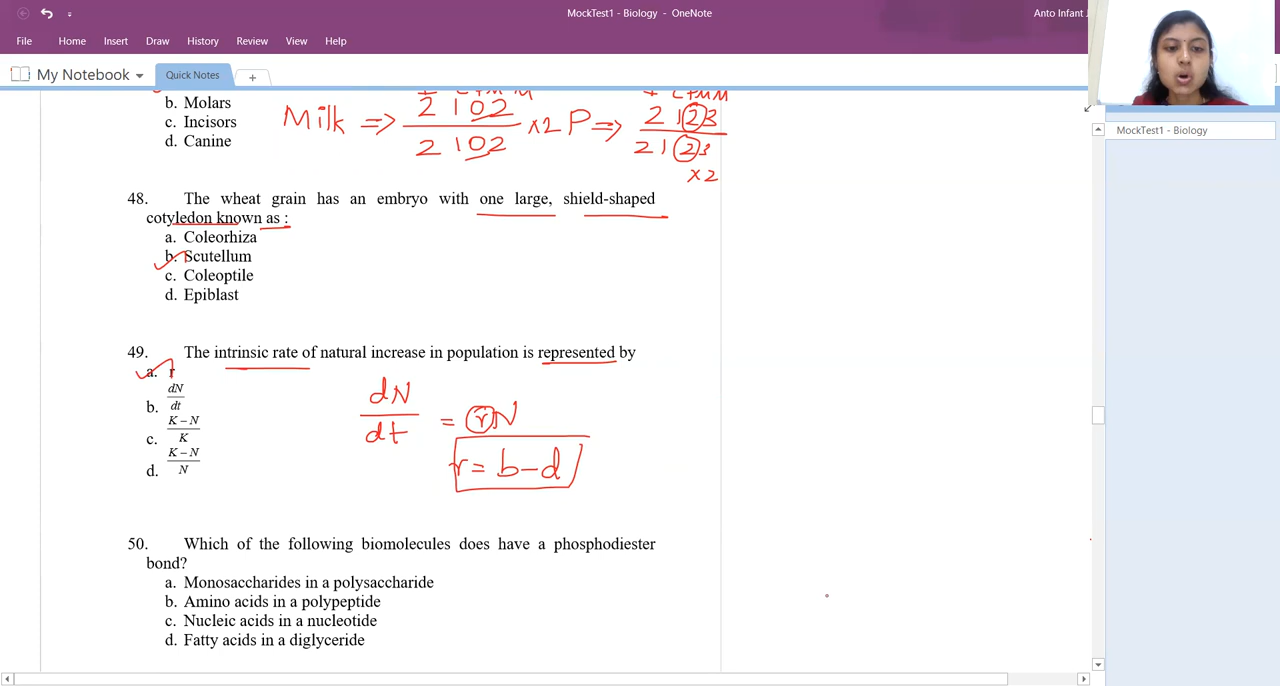 MockTest1 - Biology - OneNote
Anto Infant J
File Home Insert Draw History Review View Help
My Notebook
Quick Notes
+
MockTest1 - Biology
b. Molars
c. Incisors
d. Canine
Milk => 2 1 0 2 / 2 1 0 2 ×2
P => 2 1 2 3 / 2 1 2 3 ×2
48. The wheat grain has an embryo with one large, shield-shaped
cotyledon known as :
a. Coleorhiza
b. Scutellum
c. Coleoptile
d. Epiblast
49. The intrinsic rate of natural increase in population is represented by
a. r
b. dN/dt
c. K – N/K
d. K – N/N
dN/dt = rN
r = b – d
50. Which of the following biomolecules does have a phosphodiester
bond?
a. Monosaccharides in a polysaccharide
b. Amino acids in a polypeptide
c. Nucleic acids in a nucleotide
d. Fatty acids in a diglyceride